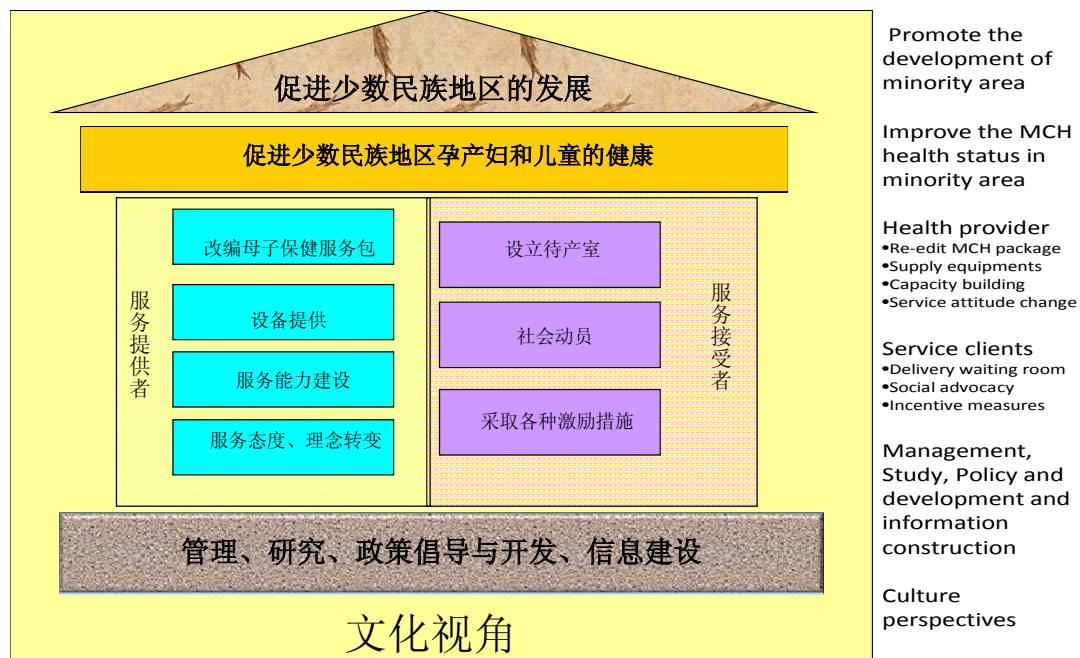 促进少数民族地区的发展
促进少数民族地区孕产妇和儿童的健康
服务提供者
改编母子保健服务包
设备提供
服务能力建设
服务态度、理念转变
设立待产室
社会动员
采取各种激励措施
服务接受者
管理、研究、政策倡导与开发、信息建设
文化视角
Promote the
development of
minority area
Improve the MCH
health status in
minority area
Health provider
•Re-edit MCH package
•Supply equipments
•Capacity building
•Service attitude change
Service clients
•Delivery waiting room
•Social advocacy
•Incentive measures
Management,
Study, Policy and
development and
information
construction
Culture
perspectives